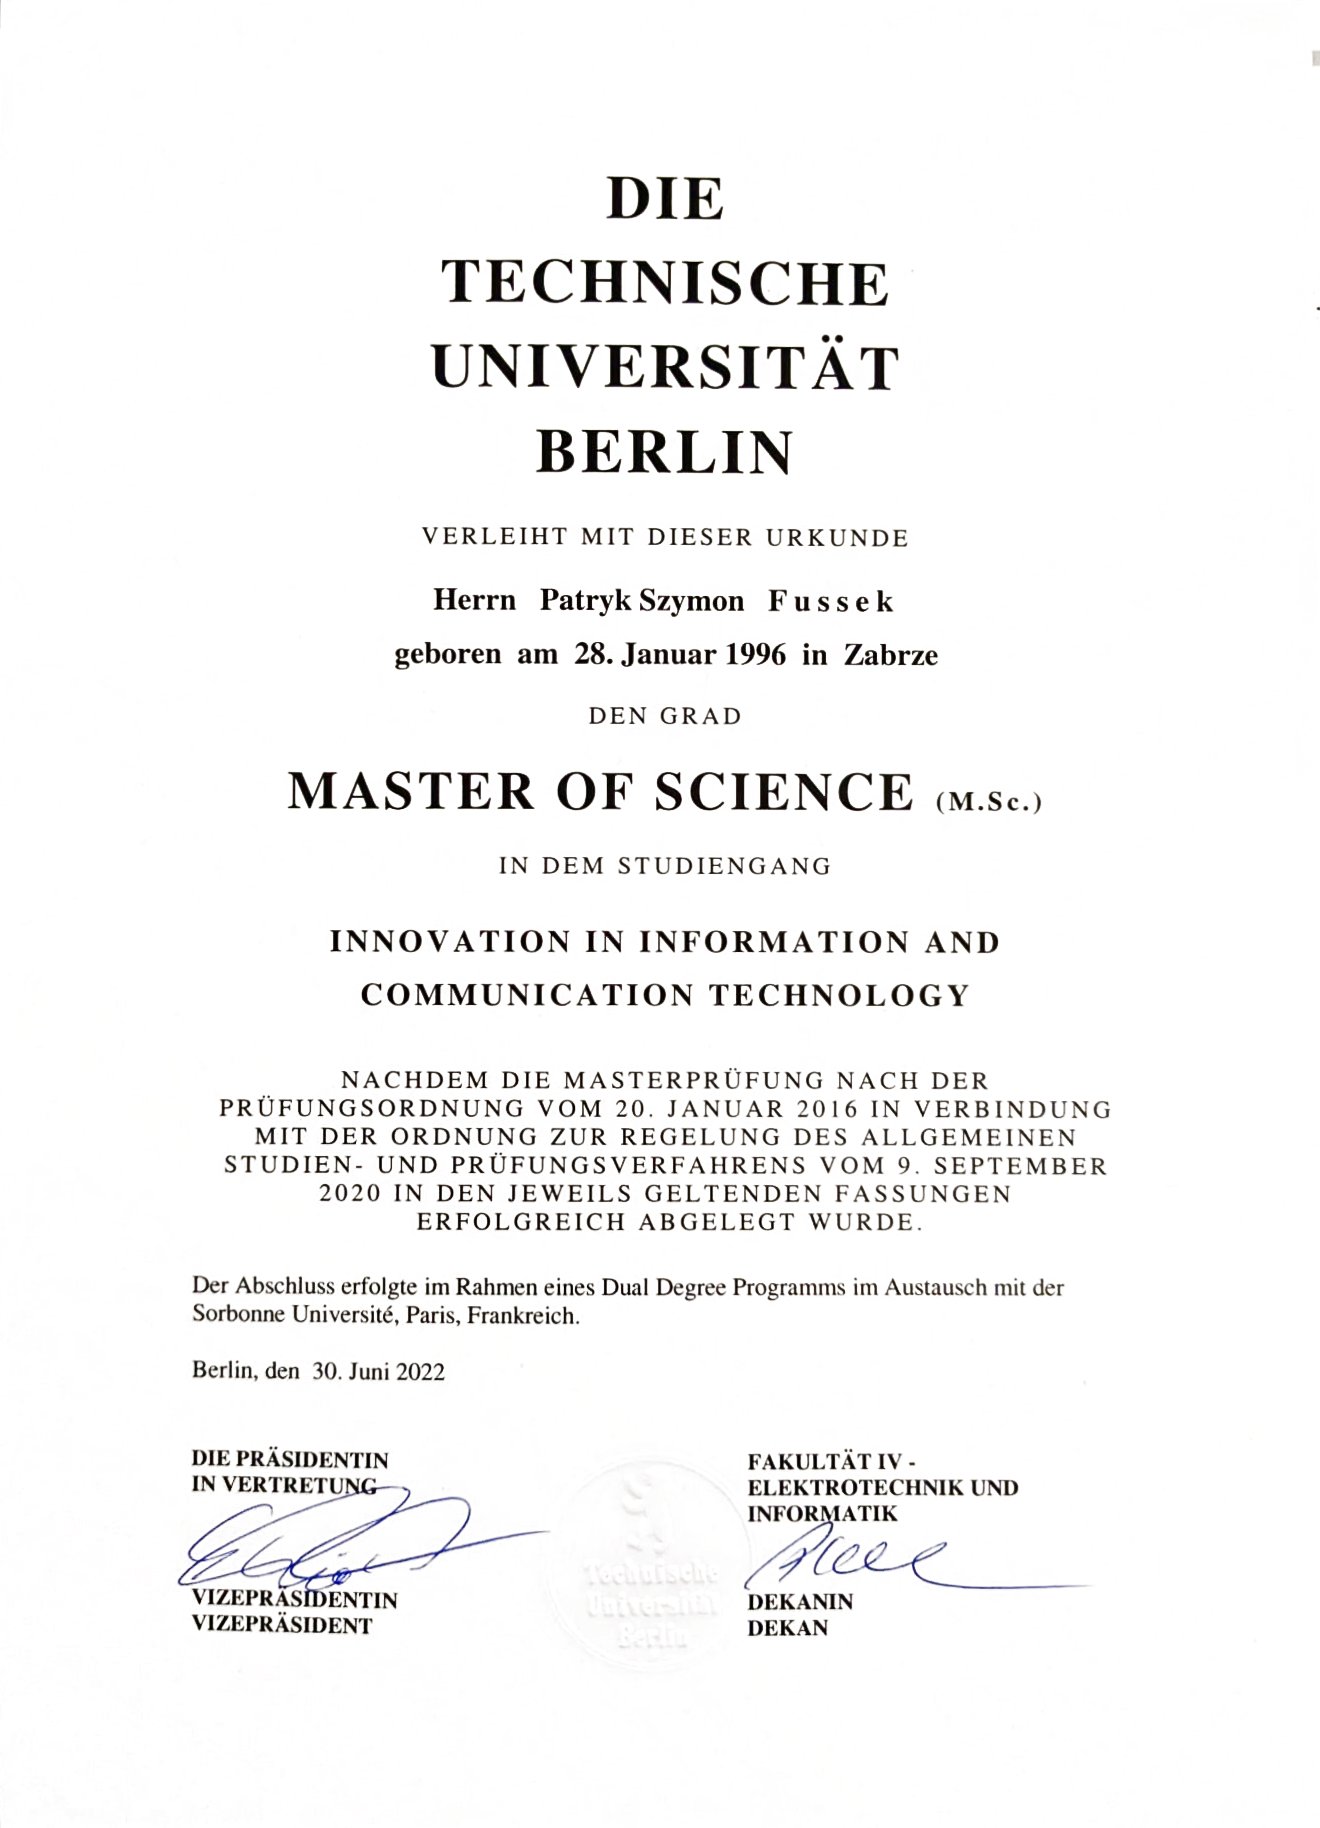 DIE
TECHNISCHE
UNIVERSITÄT
BERLIN
VERLEIHT MIT DIESER URKUNDE
Herrn Patryk Szymon Fussek
geboren am 28. Januar 1996 in Zabrze
DEN GRAD
MASTER OF SCIENCE (M.Sc.)
IN DEM STUDIENGANG
INNOVATION IN INFORMATION AND
COMMUNICATION TECHNOLOGY
NACHDEM DIE MASTERPRÜFUNG NACH DER
PRÜFUNGSORDNUNG VOM 20. JANUAR 2016 IN VERBINDUNG
MIT DER ORDNUNG ZUR REGELUNG DES ALLGEMEINEN
STUDIEN- UND PRÜFUNGSVERFAHRENS VOM 9. SEPTEMBER
2020 IN DEN JEWEILS GELTENDEN FASSUNGEN
ERFOLGREICH ABGELEGT WURDE.
Der Abschluss erfolgte im Rahmen eines Dual Degree Programms im Austausch mit der
Sorbonne Université, Paris, Frankreich.
Berlin, den 30. Juni 2022
DIE PRÄSIDENTIN
IN VERTRETUNG
VIZEPRÄSIDENTIN
VIZEPRÄSIDENT
Technische
Universität
Berlin
FAKULTÄT IV -
ELEKTROTECHNIK UND
INFORMATIK
DEKANIN
DEKAN